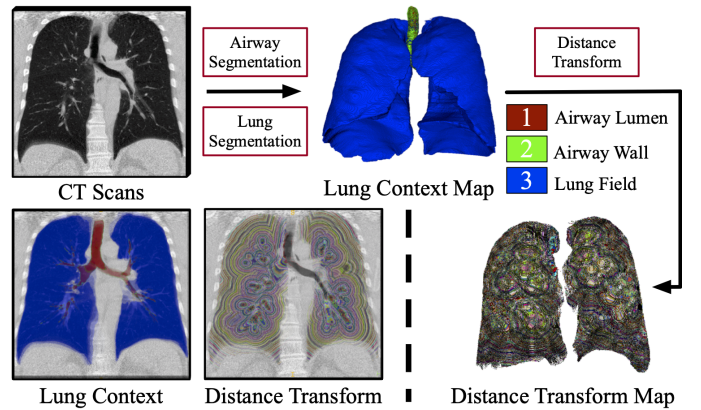 Airway
Segmentation
Lung
Segmentation
Distance
Transform
1 Airway Lumen
2 Airway Wall
3 Lung Field
CT Scans
Lung Context Map
Lung Context
Distance Transform
Distance Transform Map